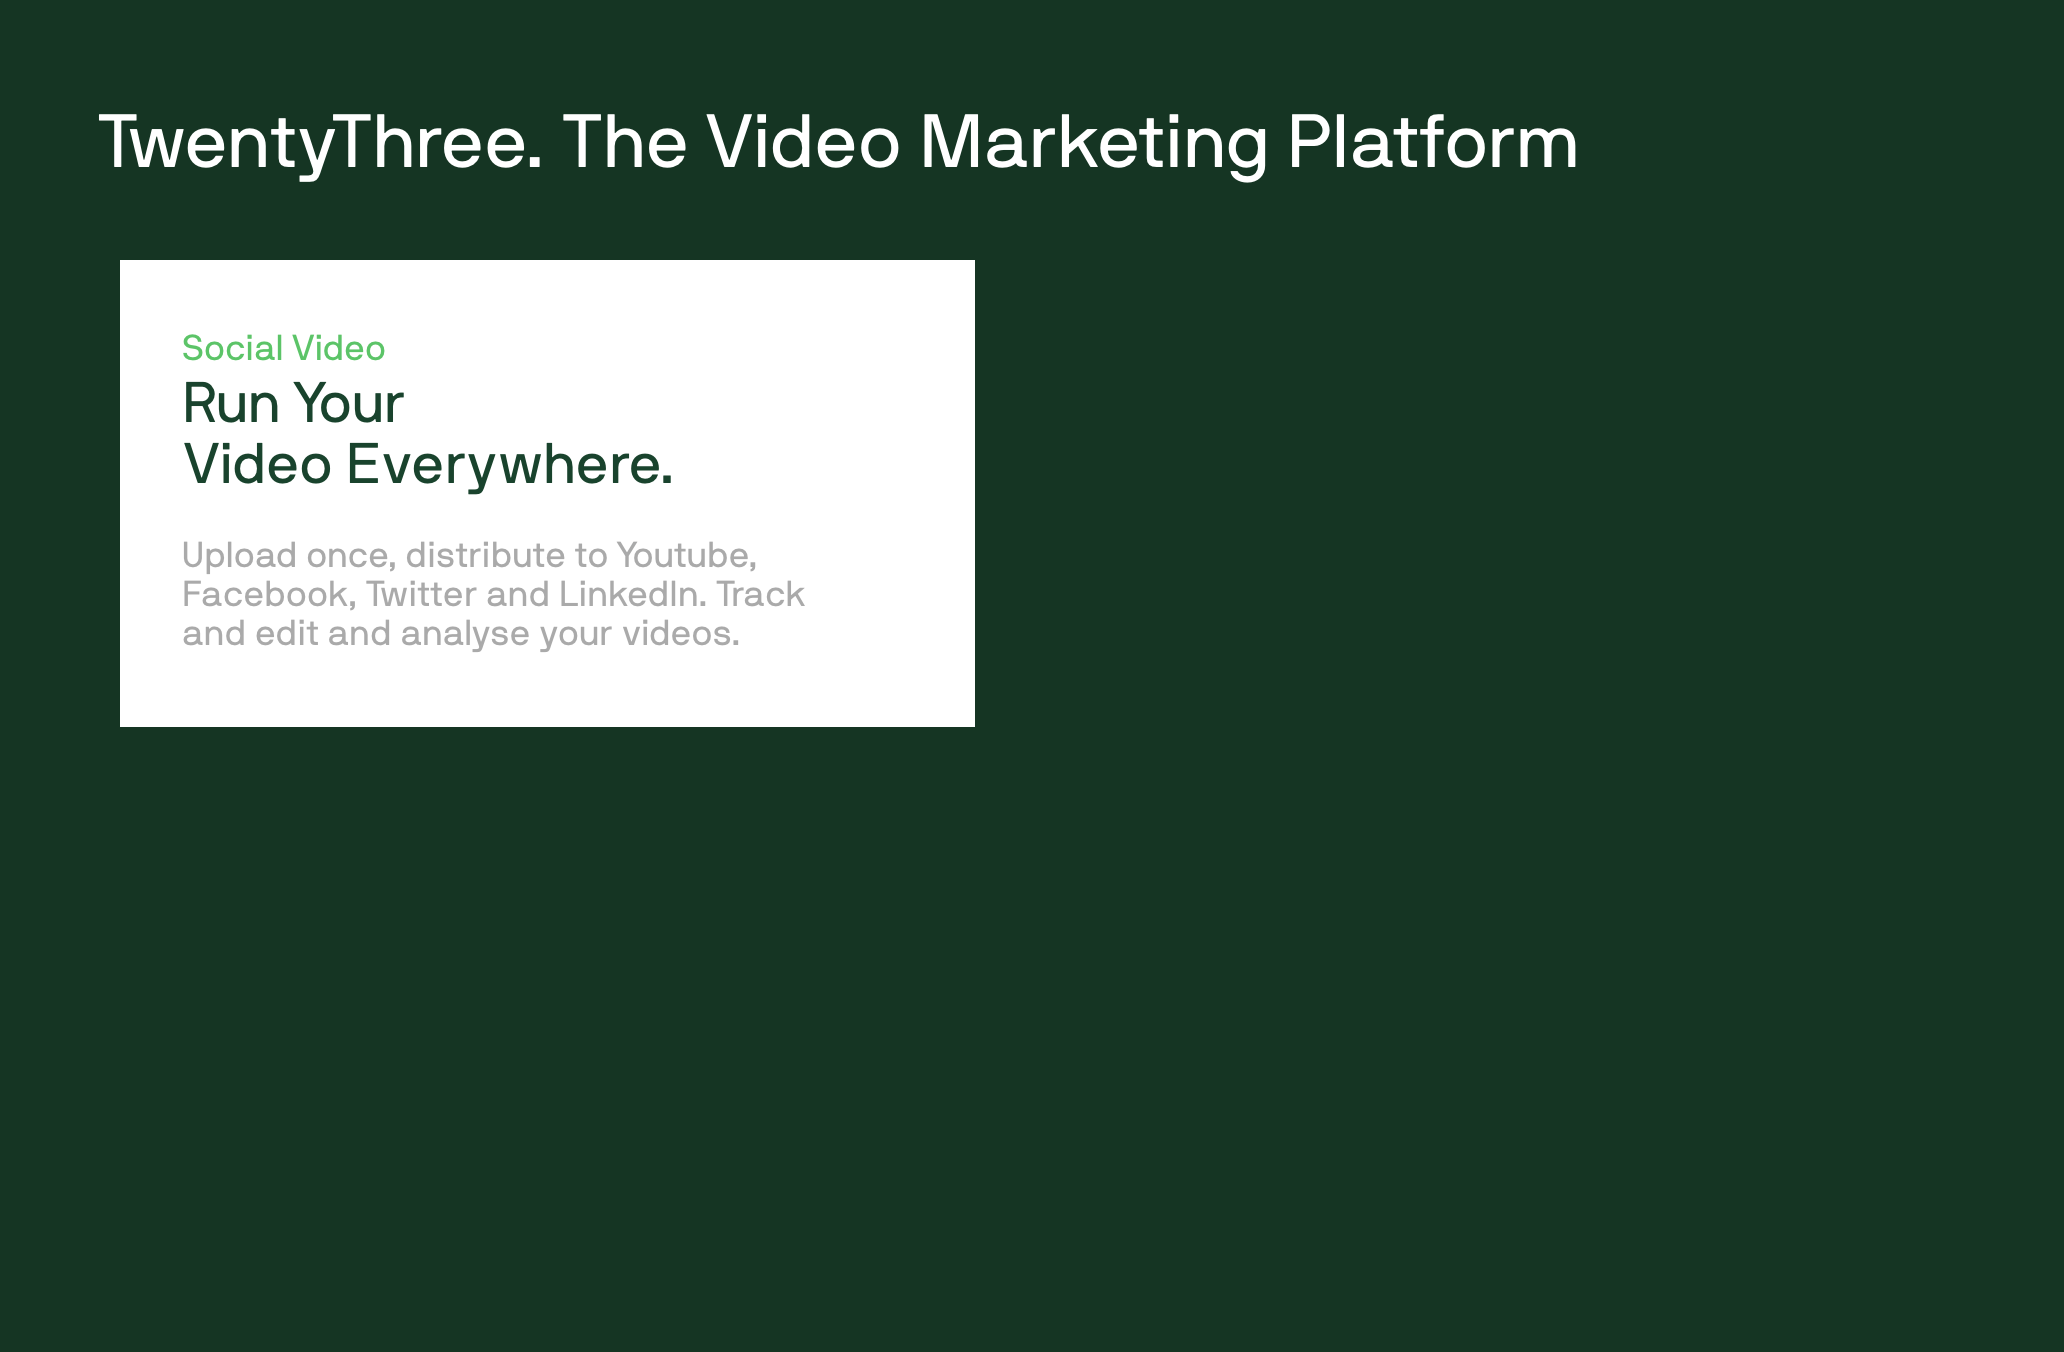 TwentyThree. The Video Marketing Platform
Social Video
Run Your
Video Everywhere.
Upload once, distribute to Youtube,
Facebook, Twitter and LinkedIn. Track
and edit and analyse your videos.